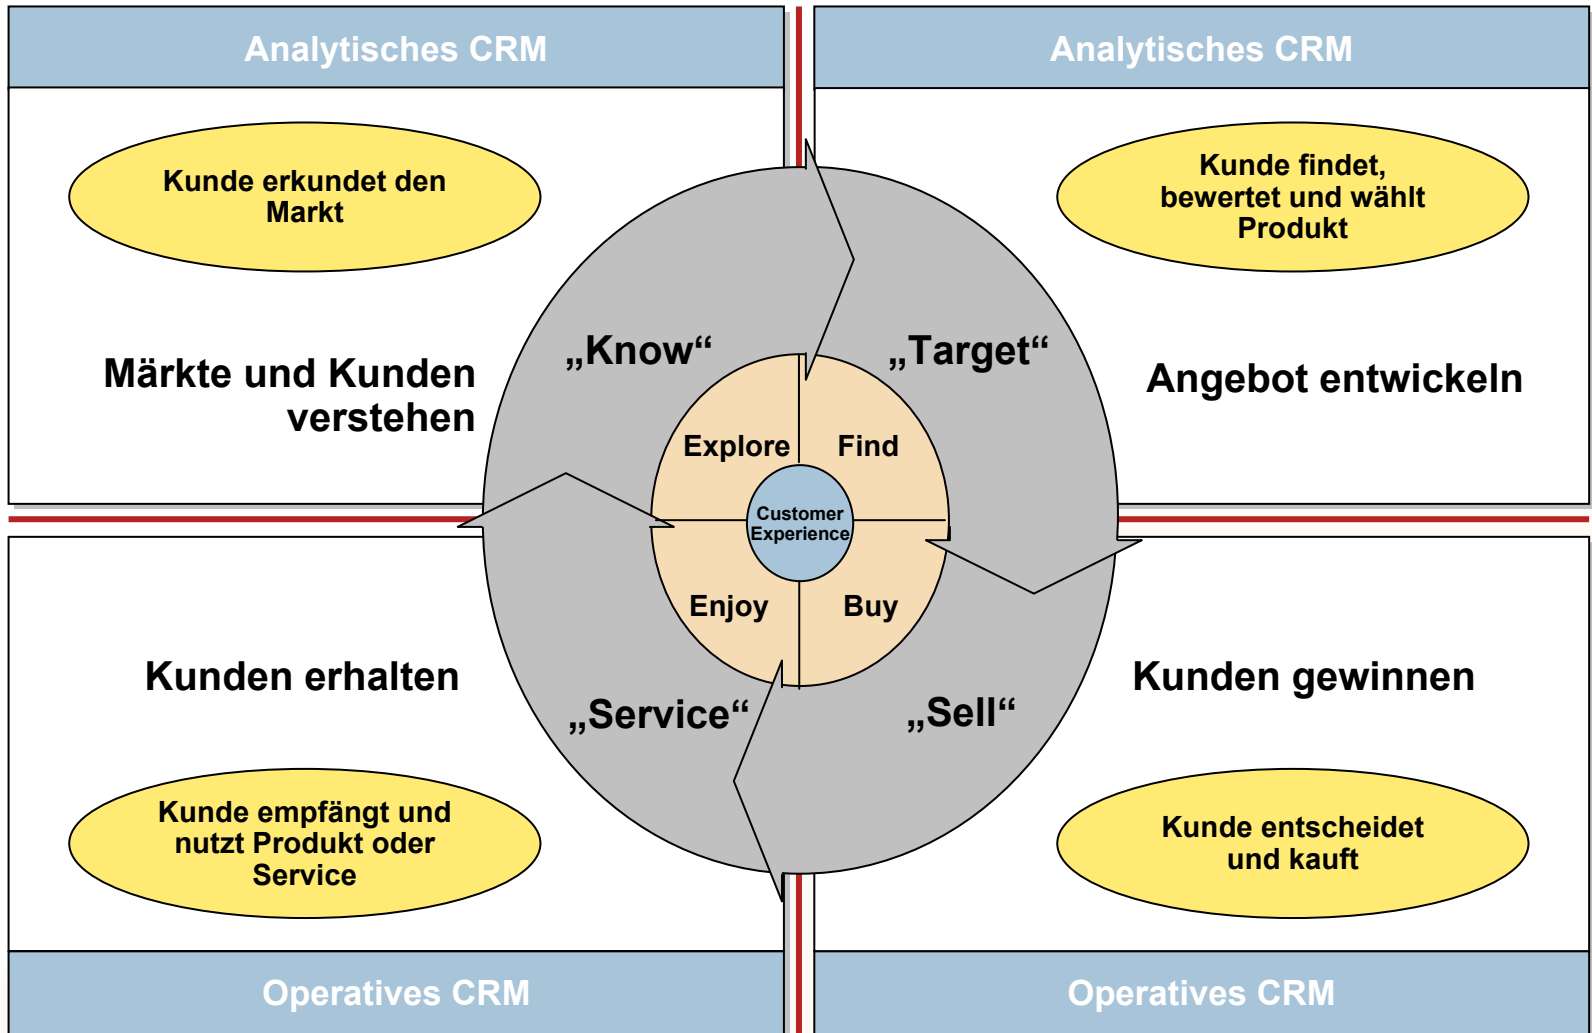 Analytisches CRM
Analytisches CRM
Kunde erkundet den
Markt
Kunde findet,
bewertet und wählt
Produkt
„Know“
„Target“
Märkte und Kunden
verstehen
Angebot entwickeln
Explore
Find
Customer
Experience
Enjoy
Buy
Kunden erhalten
Kunden gewinnen
„Service“
„Sell“
Kunde empfängt und
nutzt Produkt oder
Service
Kunde entscheidet
und kauft
Operatives CRM
Operatives CRM